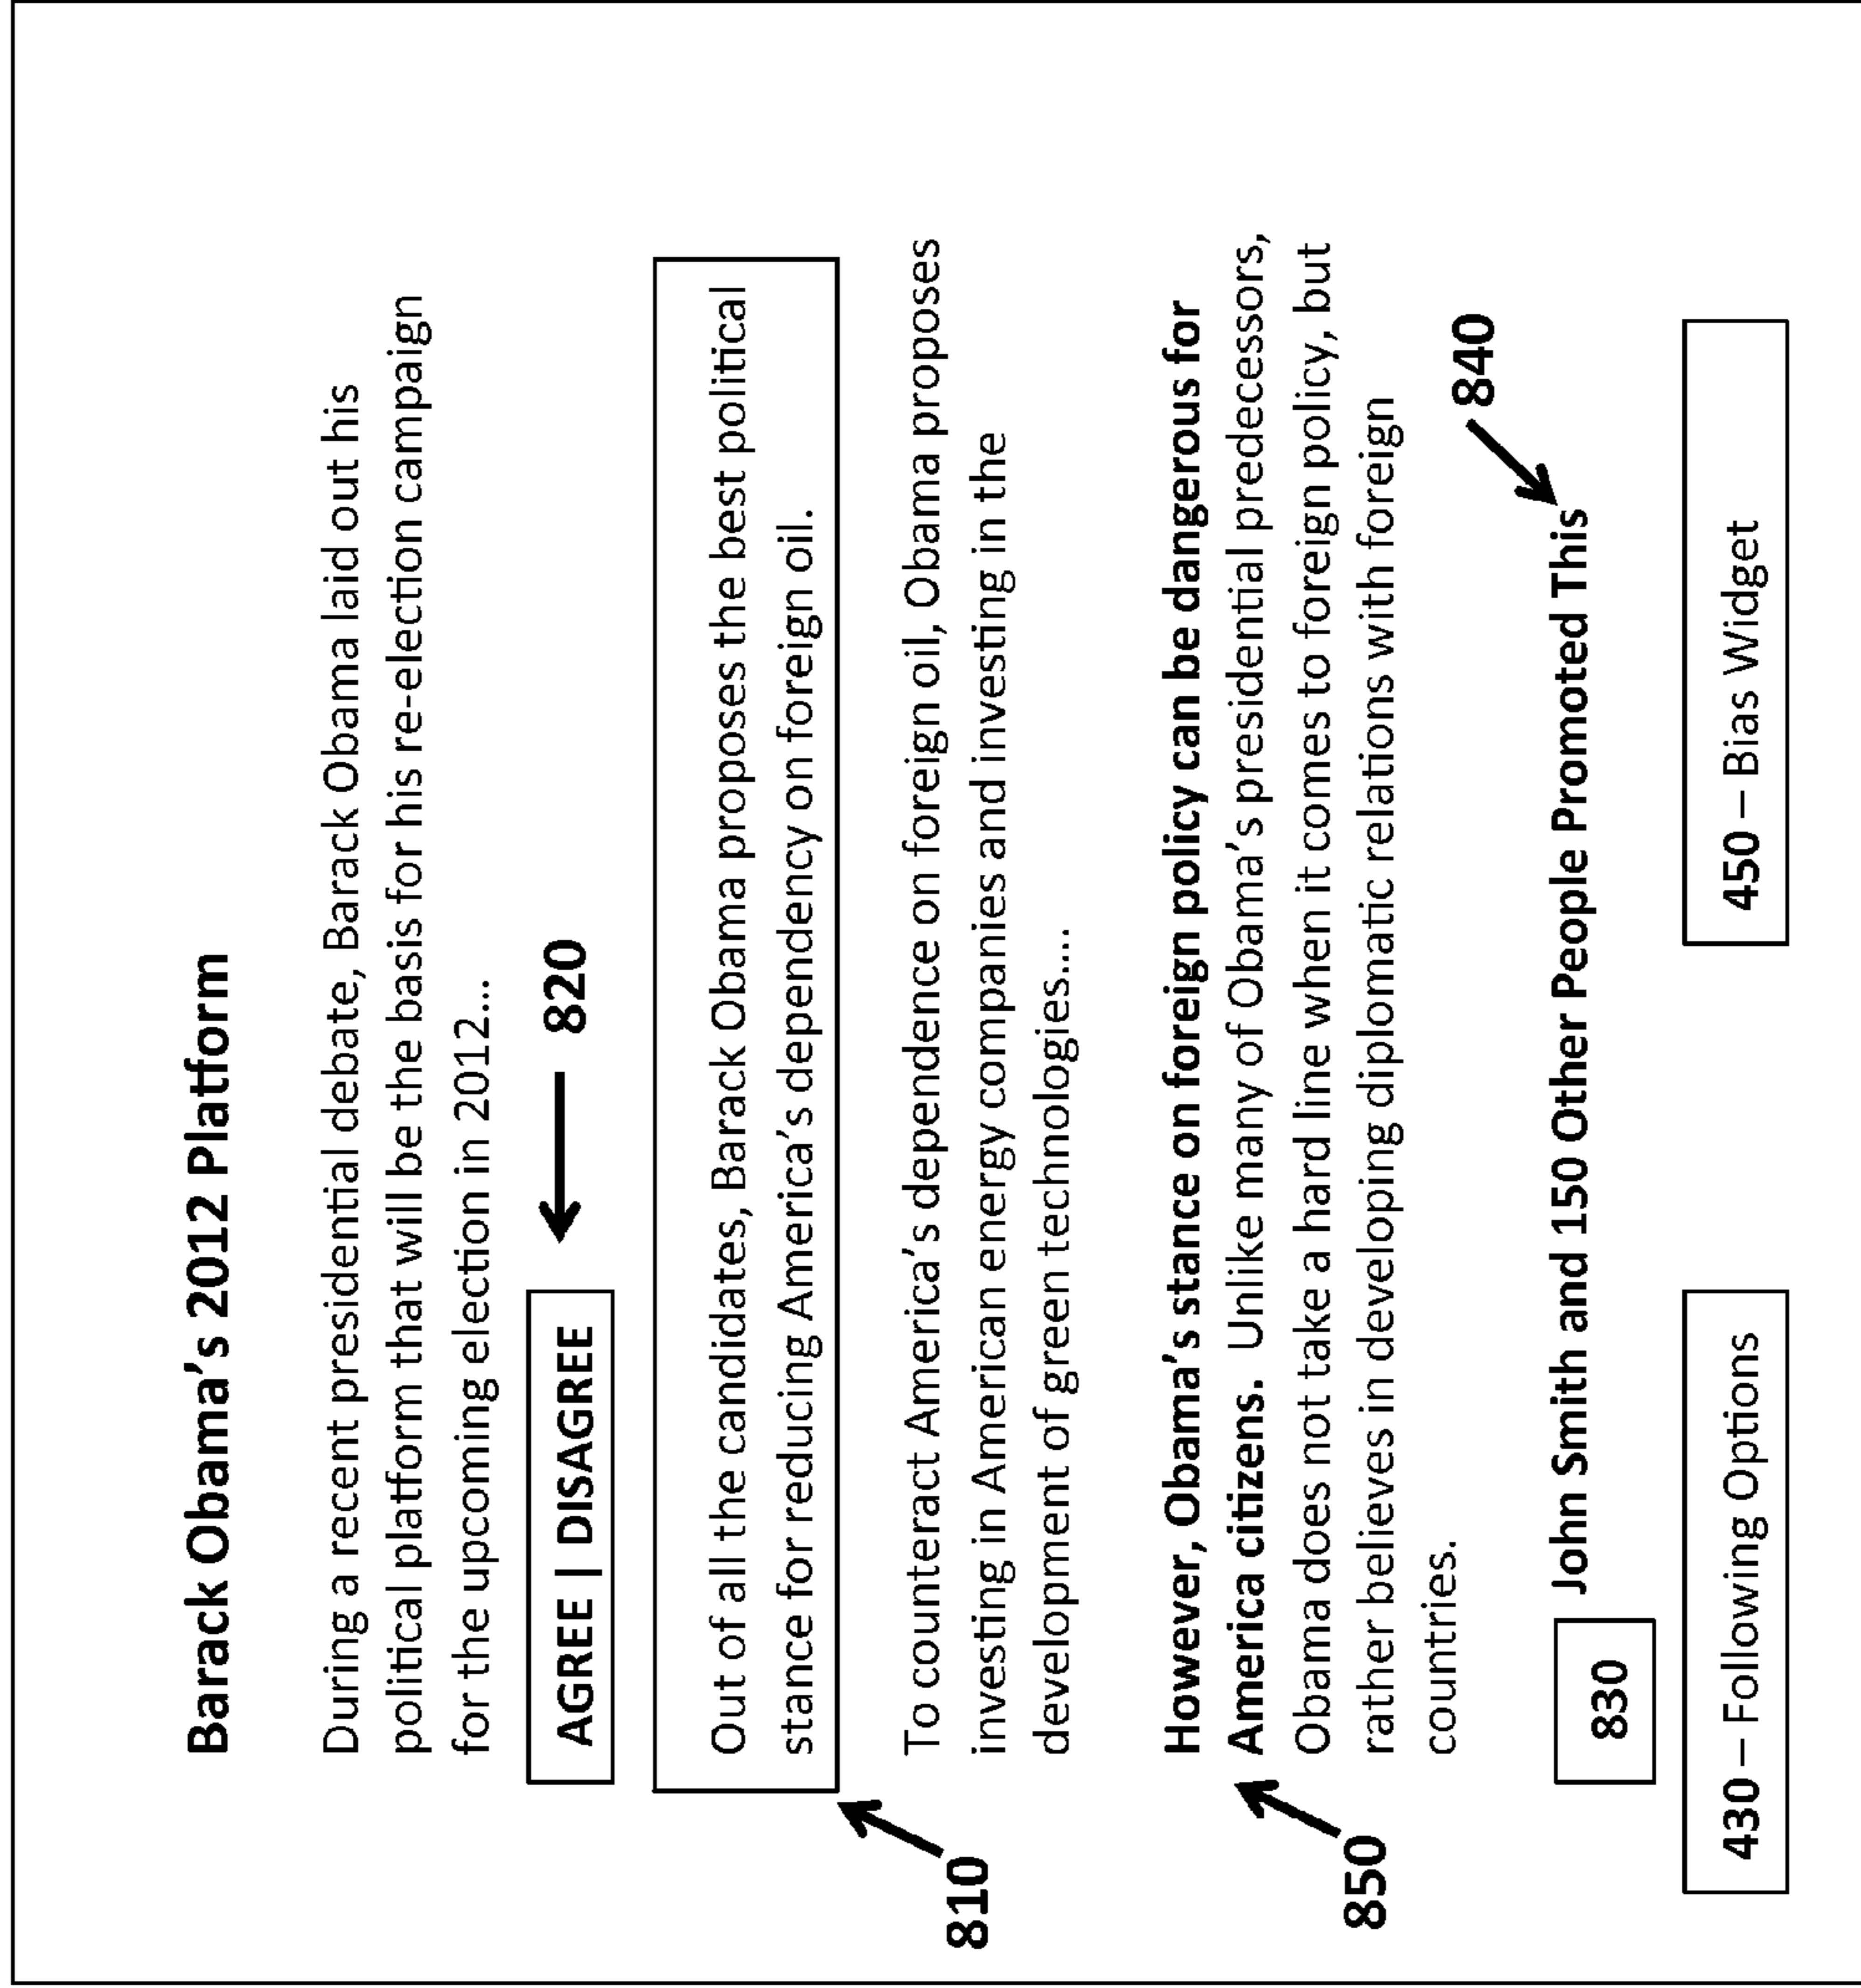 Barack Obama's 2012 Platform
During a recent presidential debate, Barack Obama laid out his
political platform that will be the basis for his re-election campaign
for the upcoming election in 2012...
AGREE | DISAGREE
820
Out of all the candidates, Barack Obama proposes the best political
stance for reducing America's dependency on foreign oil.
810
To counteract America's dependence on foreign oil, Obama proposes
investing in American energy companies and investing in the
development of green technologies....
However, Obama's stance on foreign policy can be dangerous for
America citizens. Unlike many of Obama's presidential predecessors,
Obama does not take a hard line when it comes to foreign policy, but
rather believes in developing diplomatic relations with foreign
countries.
850
840
830
John Smith and 150 Other People Promoted This
430 – Following Options
450 – Bias Widget